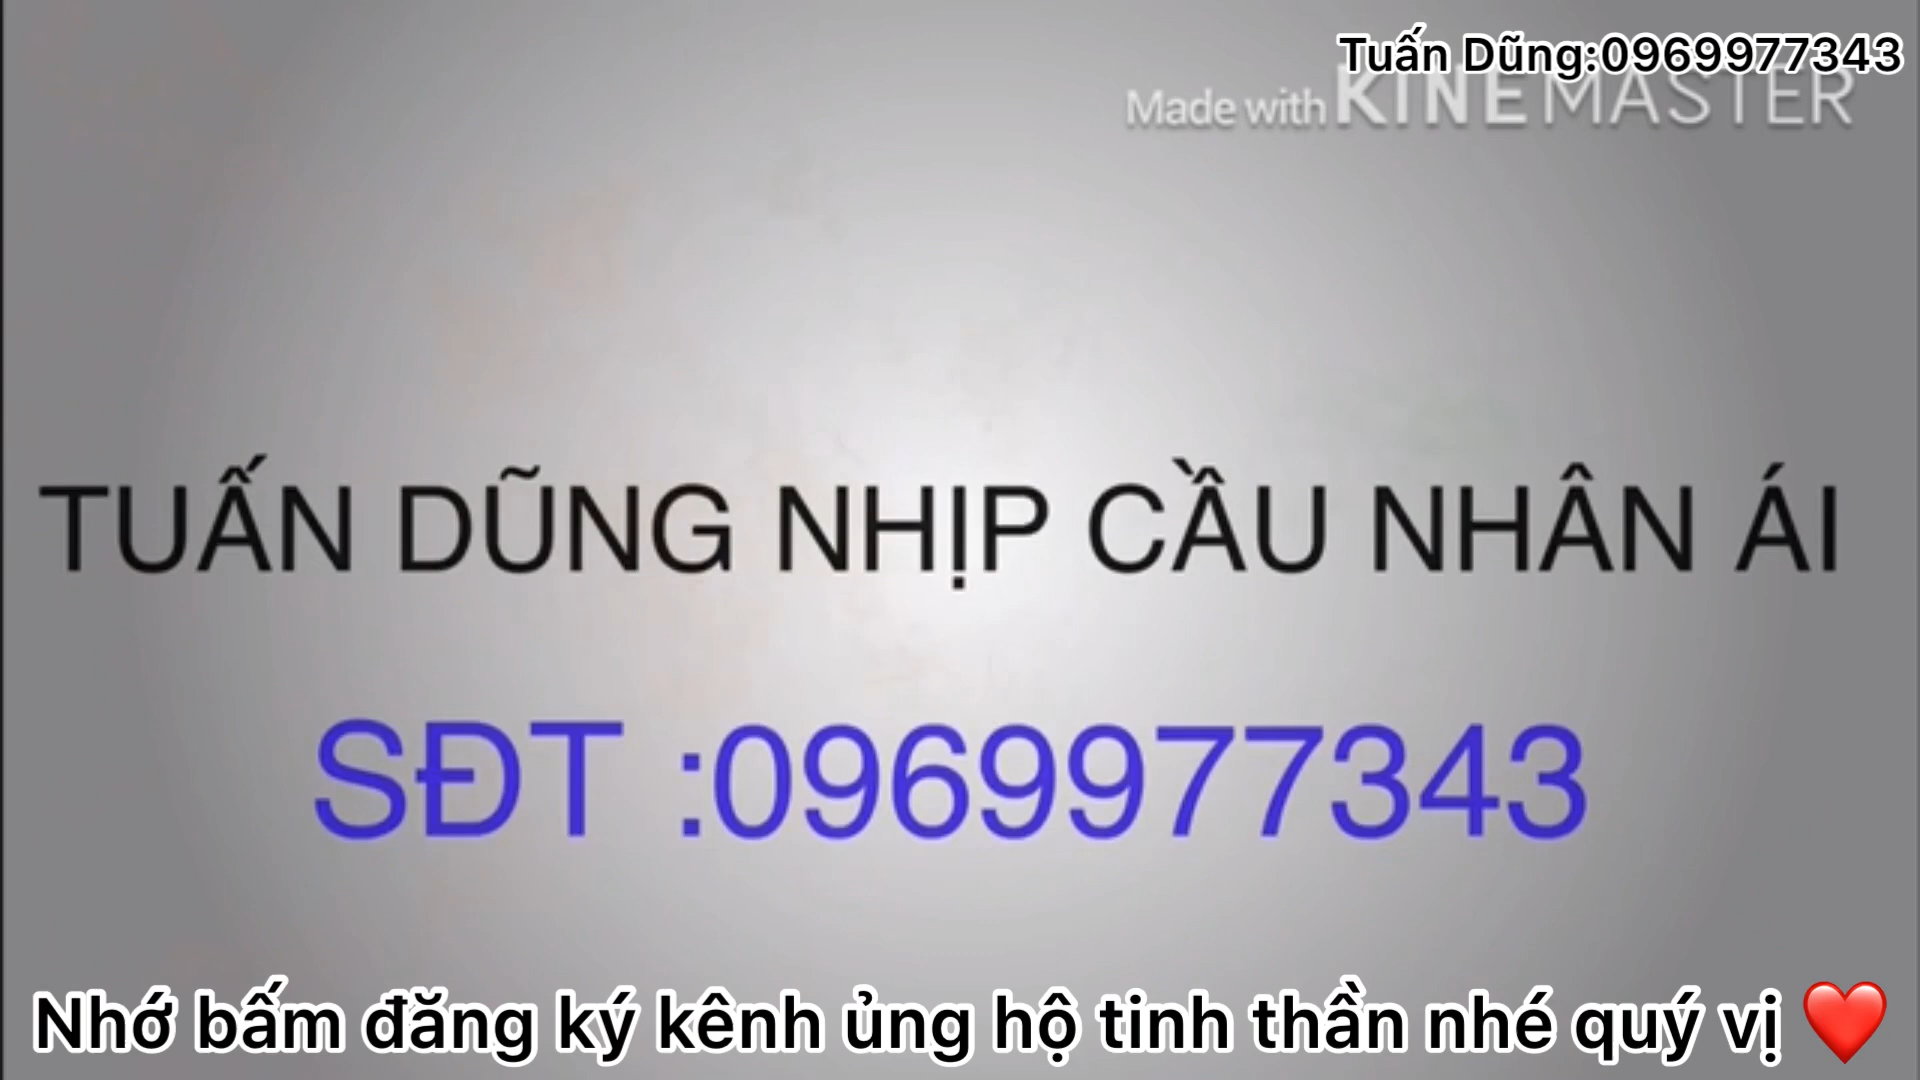 Tuấn Dũng:0969977343
Made with KINEMASTER
TUẤN DŨNG NHỊP CẦU NHÂN ÁI
SĐT :0969977343
Nhớ bấm đăng ký kênh ủng hộ tinh thần nhé quý vị ❤️